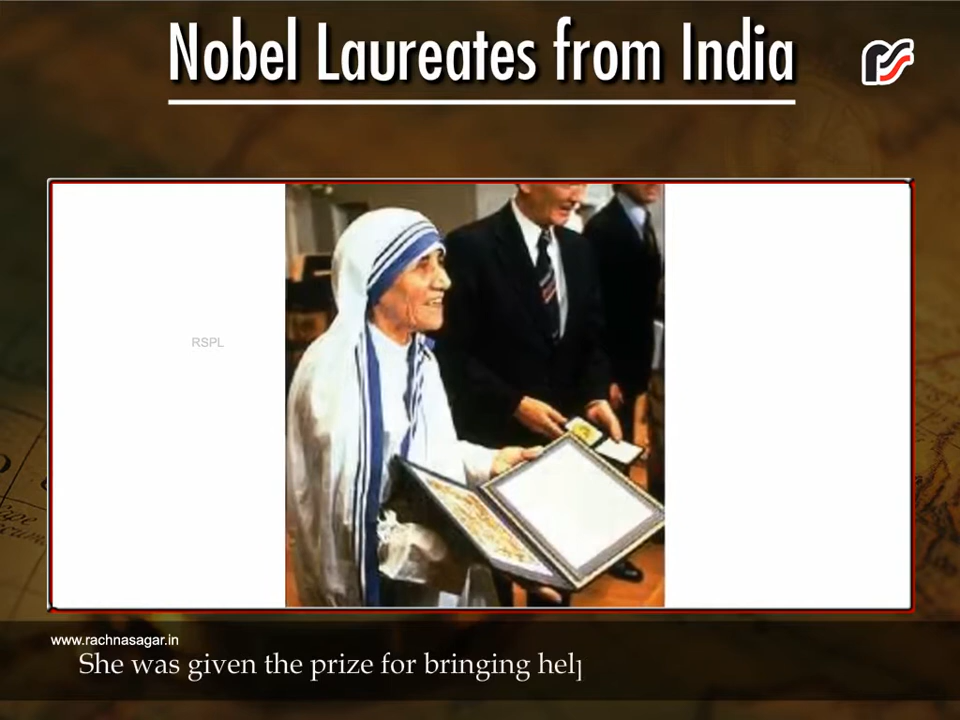 Nobel Laureates from India
RSPL
www.rachnasagar.in
She was given the prize for bringing hel